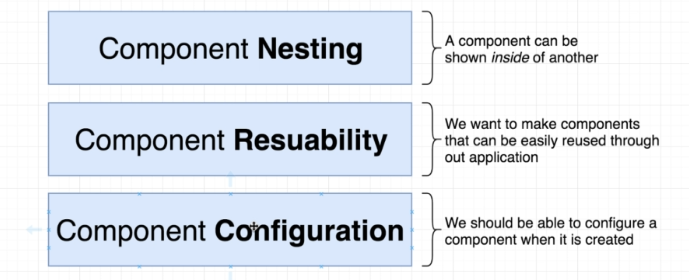 Component Nesting
A component can be
shown inside of another
Component Resuability
We want to make components
that can be easily reused through
out application
Component Configuration
We should be able to configure a
component when it is created